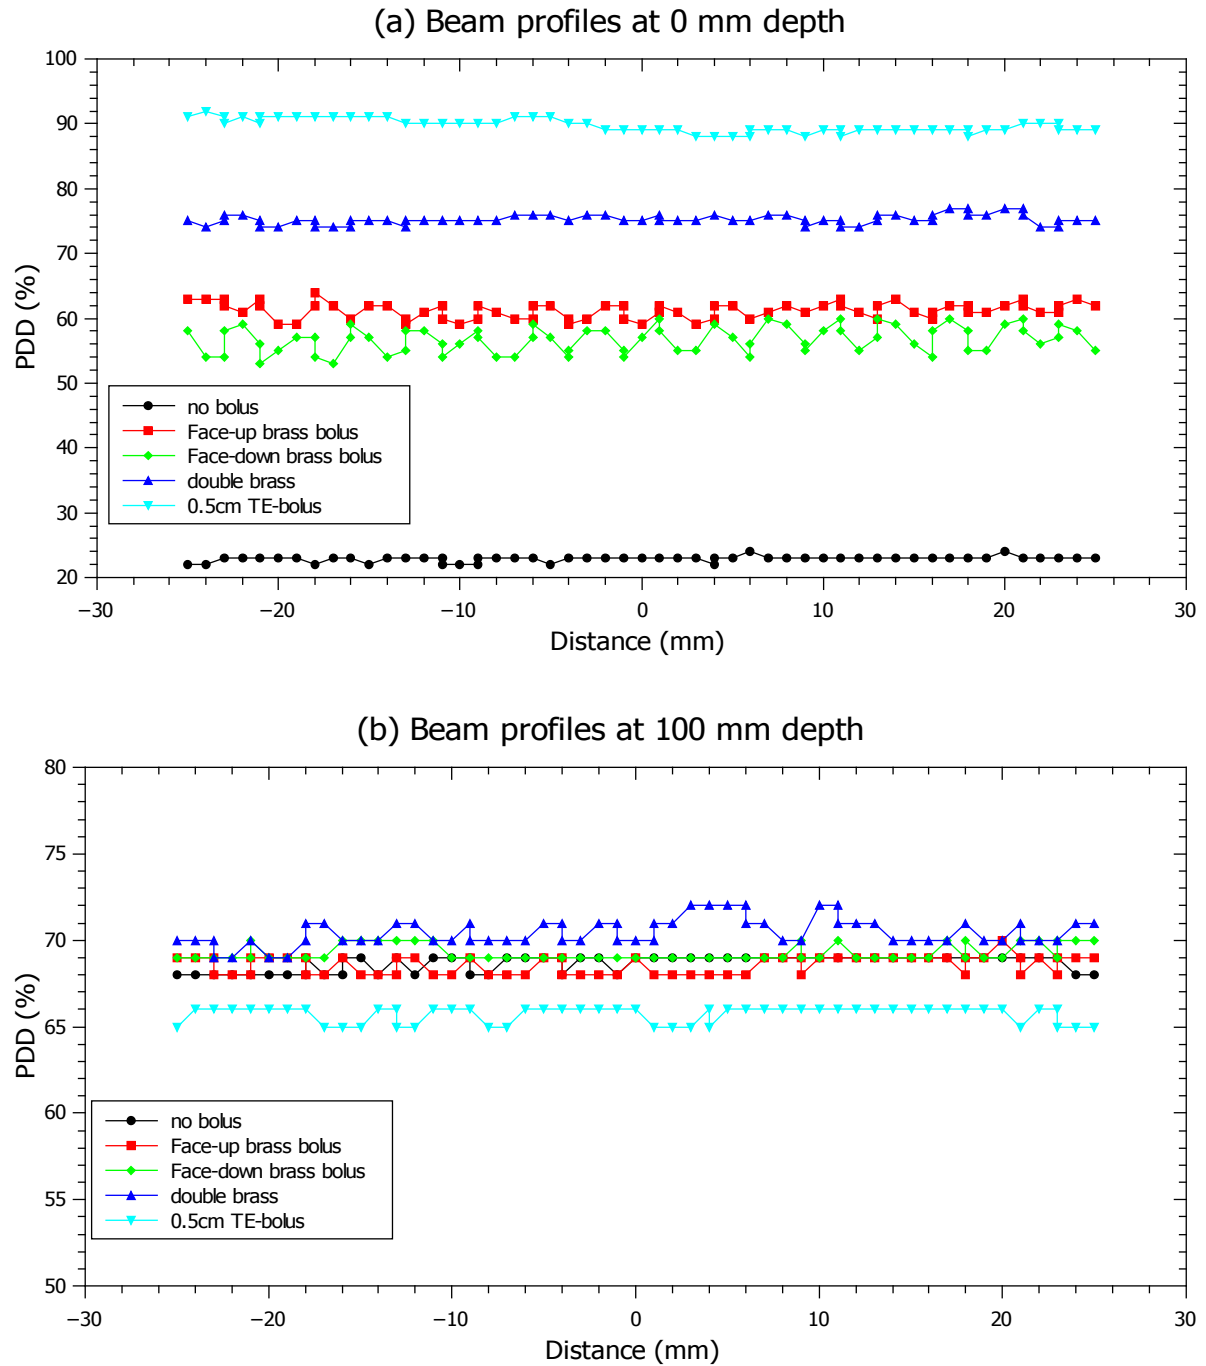 (a) Beam profiles at 0 mm depth
100
90
80
70
60
50
40
30
20
PDD (%)
no bolus
Face-up brass bolus
Face-down brass bolus
double brass
0.5cm TE-bolus
−30 −20 −10 0 10 20 30
Distance (mm)
(b) Beam profiles at 100 mm depth
80
75
70
65
60
55
50
PDD (%)
no bolus
Face-up brass bolus
Face-down brass bolus
double brass
0.5cm TE-bolus
−30 −20 −10 0 10 20 30
Distance (mm)